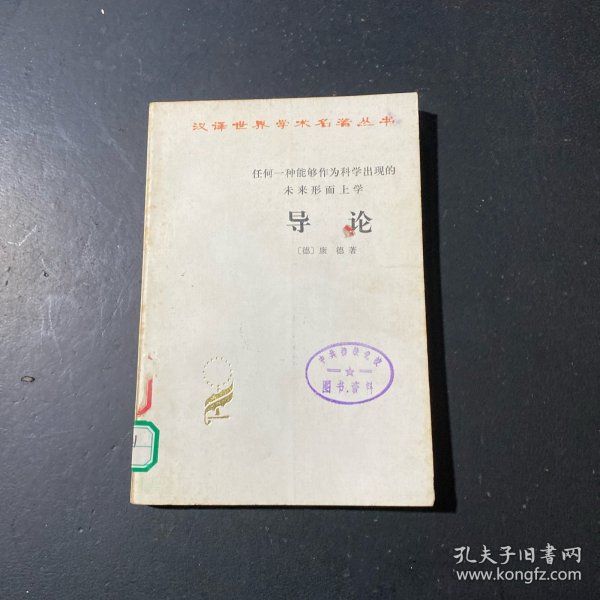 汉译世界学术名著丛书
任何一种能够作为科学出现的
未来形而上学
导 论
〔德〕康 德 著
图书.资料
孔夫子旧书网
www.kongfz.com